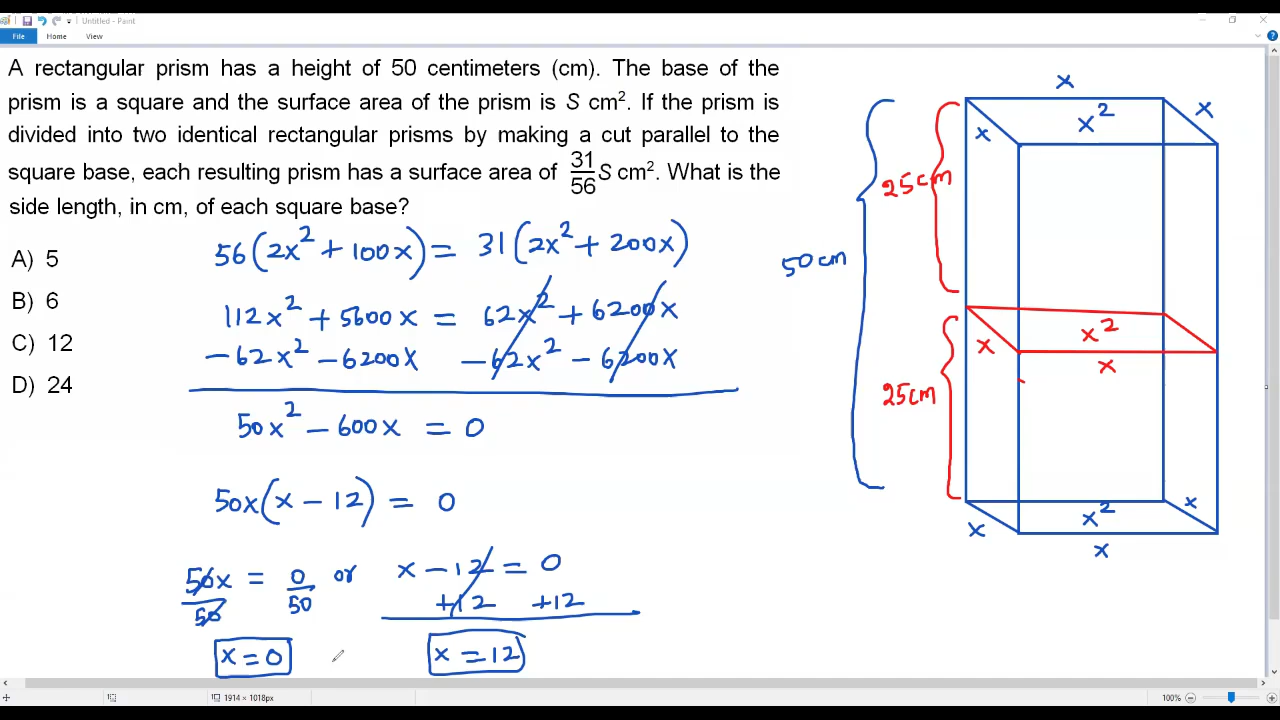 Untitled - Paint
File Home View
A rectangular prism has a height of 50 centimeters (cm). The base of the
prism is a square and the surface area of the prism is S cm². If the prism is
divided into two identical rectangular prisms by making a cut parallel to the
square base, each resulting prism has a surface area of 31/56 S cm². What is the
side length, in cm, of each square base?
A) 5
B) 6
C) 12
D) 24
56(2x² + 100x) = 31(2x² + 200x)
112x² + 5600x = 62x² + 6200x
-62x² - 6200x -62x² - 6200x
50x² - 600x = 0
50x(x - 12) = 0
50x/50 = 0/50 or x - 12 = 0
+12 +12
x = 0
x = 12
x
x² x
x
25cm
50cm
x²
x
x
25cm
x² x
x
x
1914 × 1018px
100%